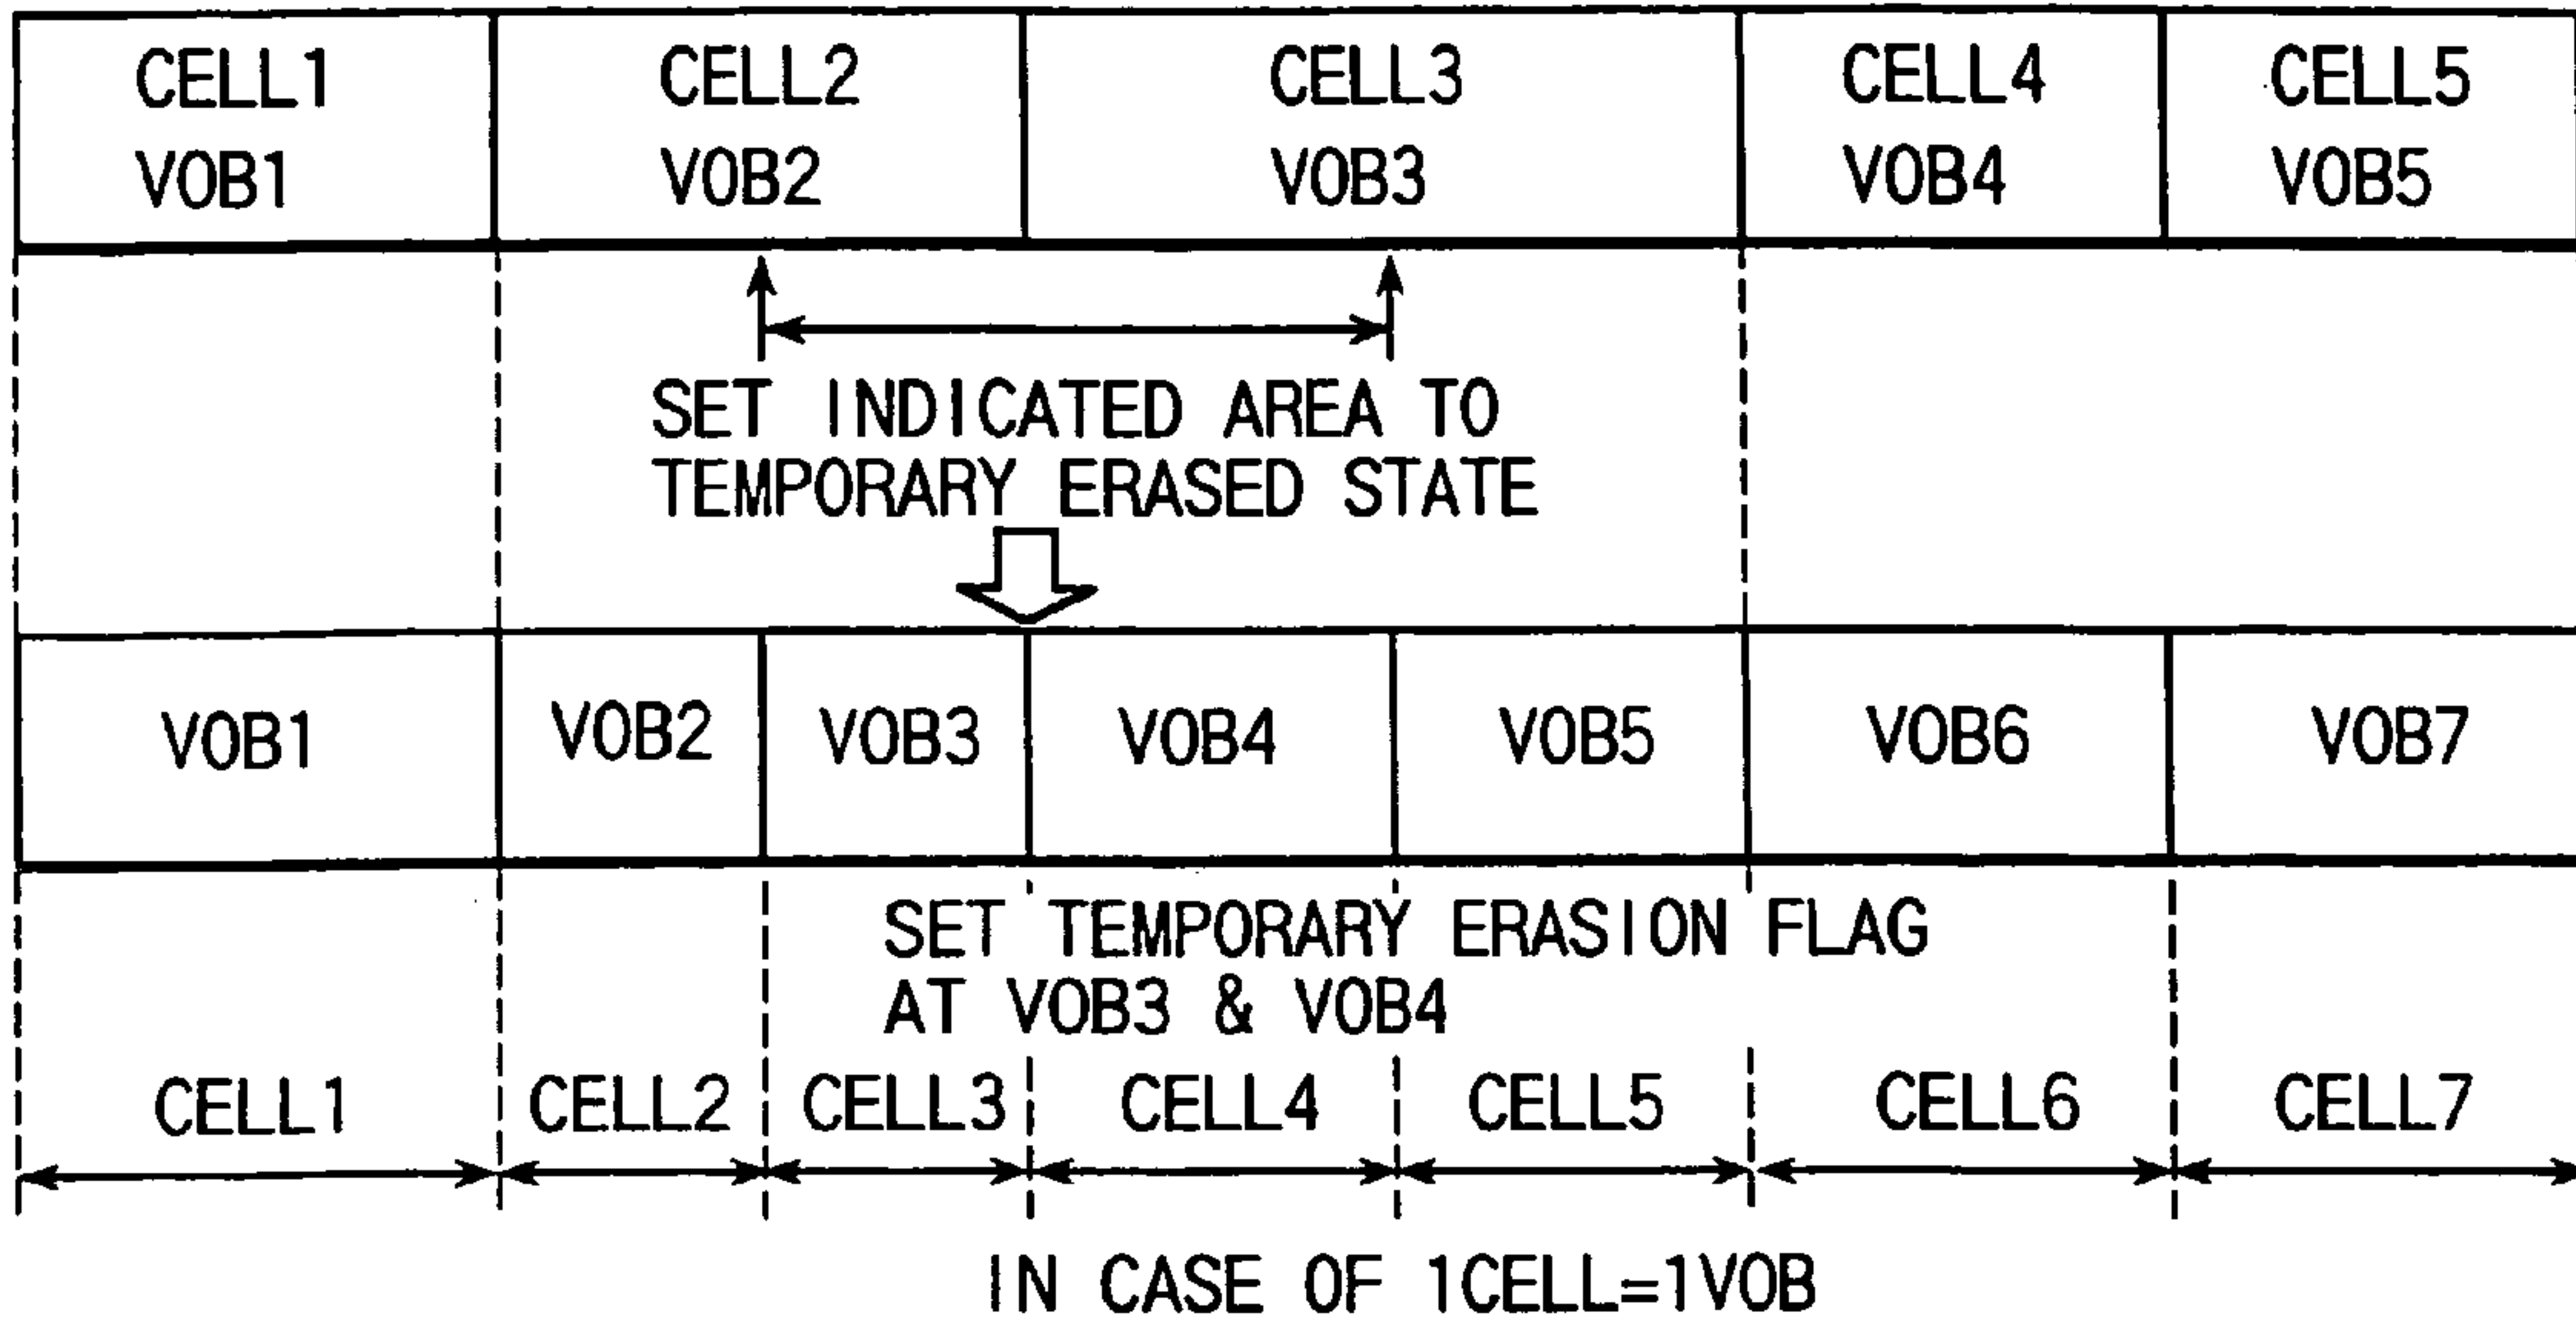 CELL1 CELL2 CELL3 CELL4 CELL5
VOB1 VOB2 VOB3 VOB4 VOB5
SET INDICATED AREA TO
TEMPORARY ERASED STATE
VOB1 VOB2 VOB3 VOB4 VOB5 VOB6 VOB7
SET TEMPORARY ERASION FLAG
AT VOB3 & VOB4
CELL1 CELL2 CELL3 CELL4 CELL5 CELL6 CELL7
IN CASE OF 1CELL=1VOB